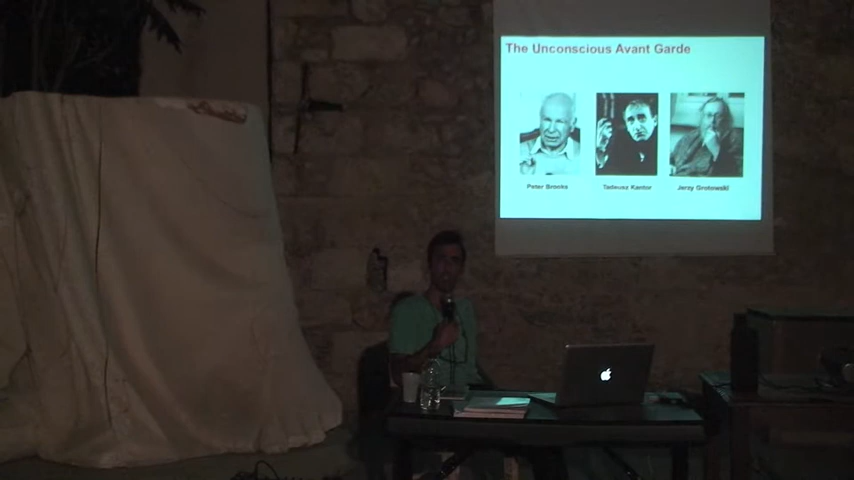 The Unconscious Avant Garde
Peter Brooks
Tadeusz Kantor
Jerzy Grotowski